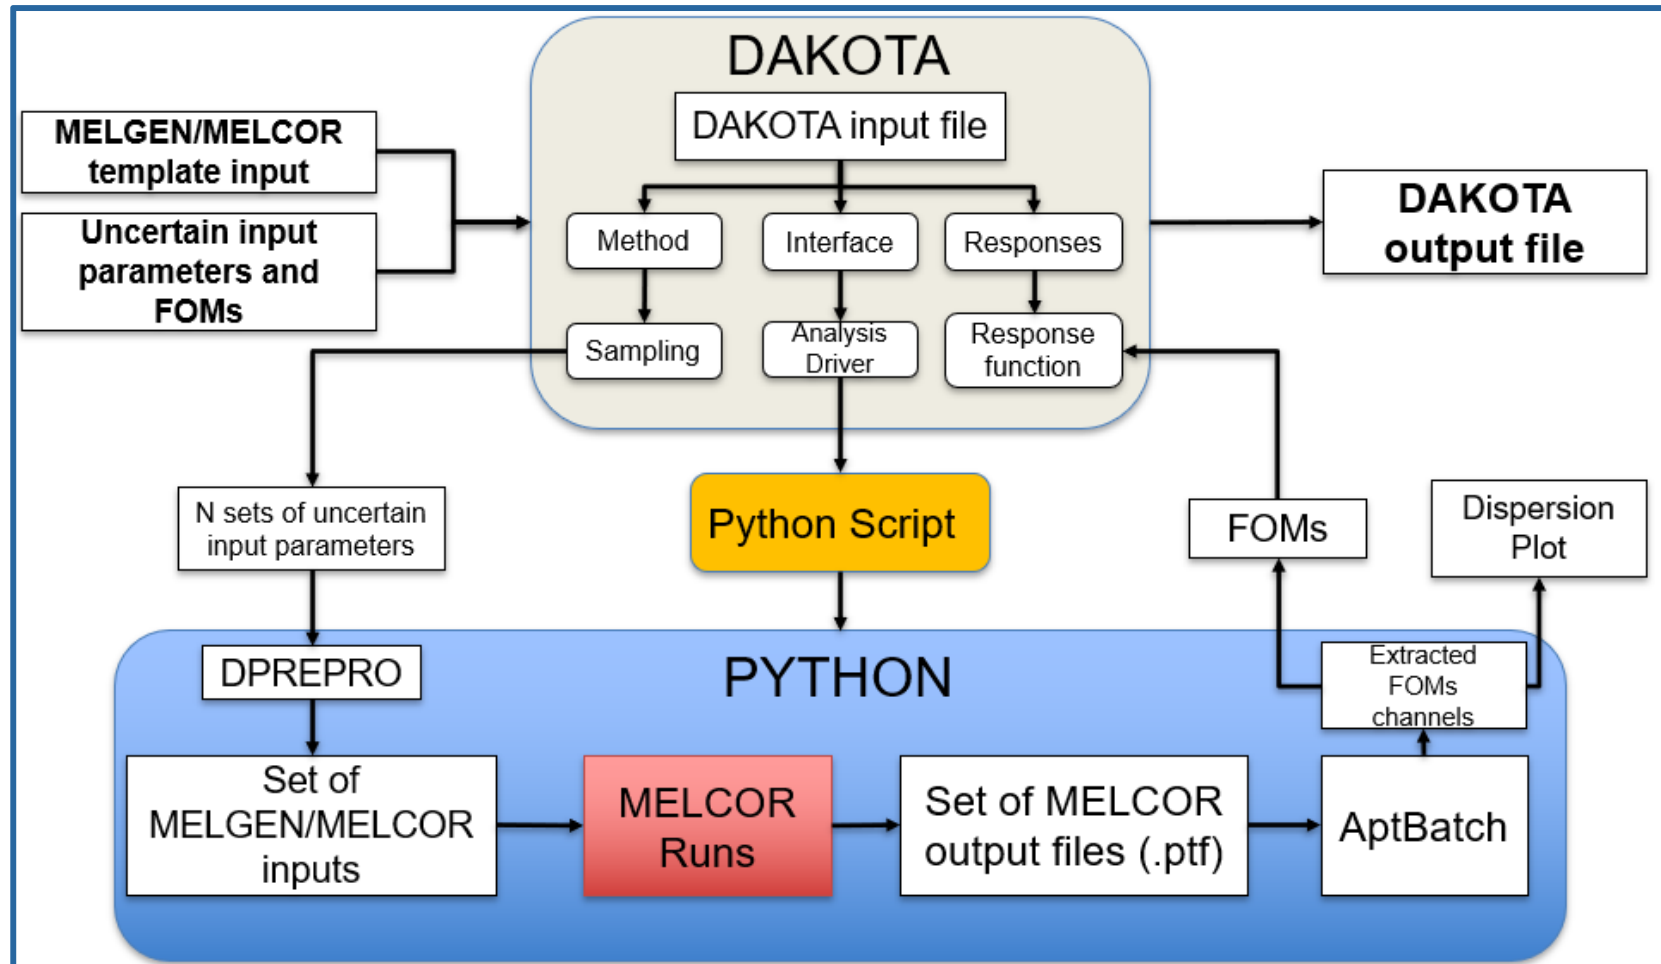 DAKOTA
DAKOTA input file
MELGEN/MELCOR
template input
Uncertain input
parameters and
FOMs
Method
Interface
Responses
DAKOTA
output file
Sampling
Analysis
Driver
Response
function
N sets of uncertain
input parameters
Python Script
FOMs
Dispersion
Plot
PYTHON
DPREPRO
Extracted
FOMs
channels
Set of
MELGEN/MELCOR
inputs
MELCOR
Runs
Set of MELCOR
output files (.ptf)
AptBatch